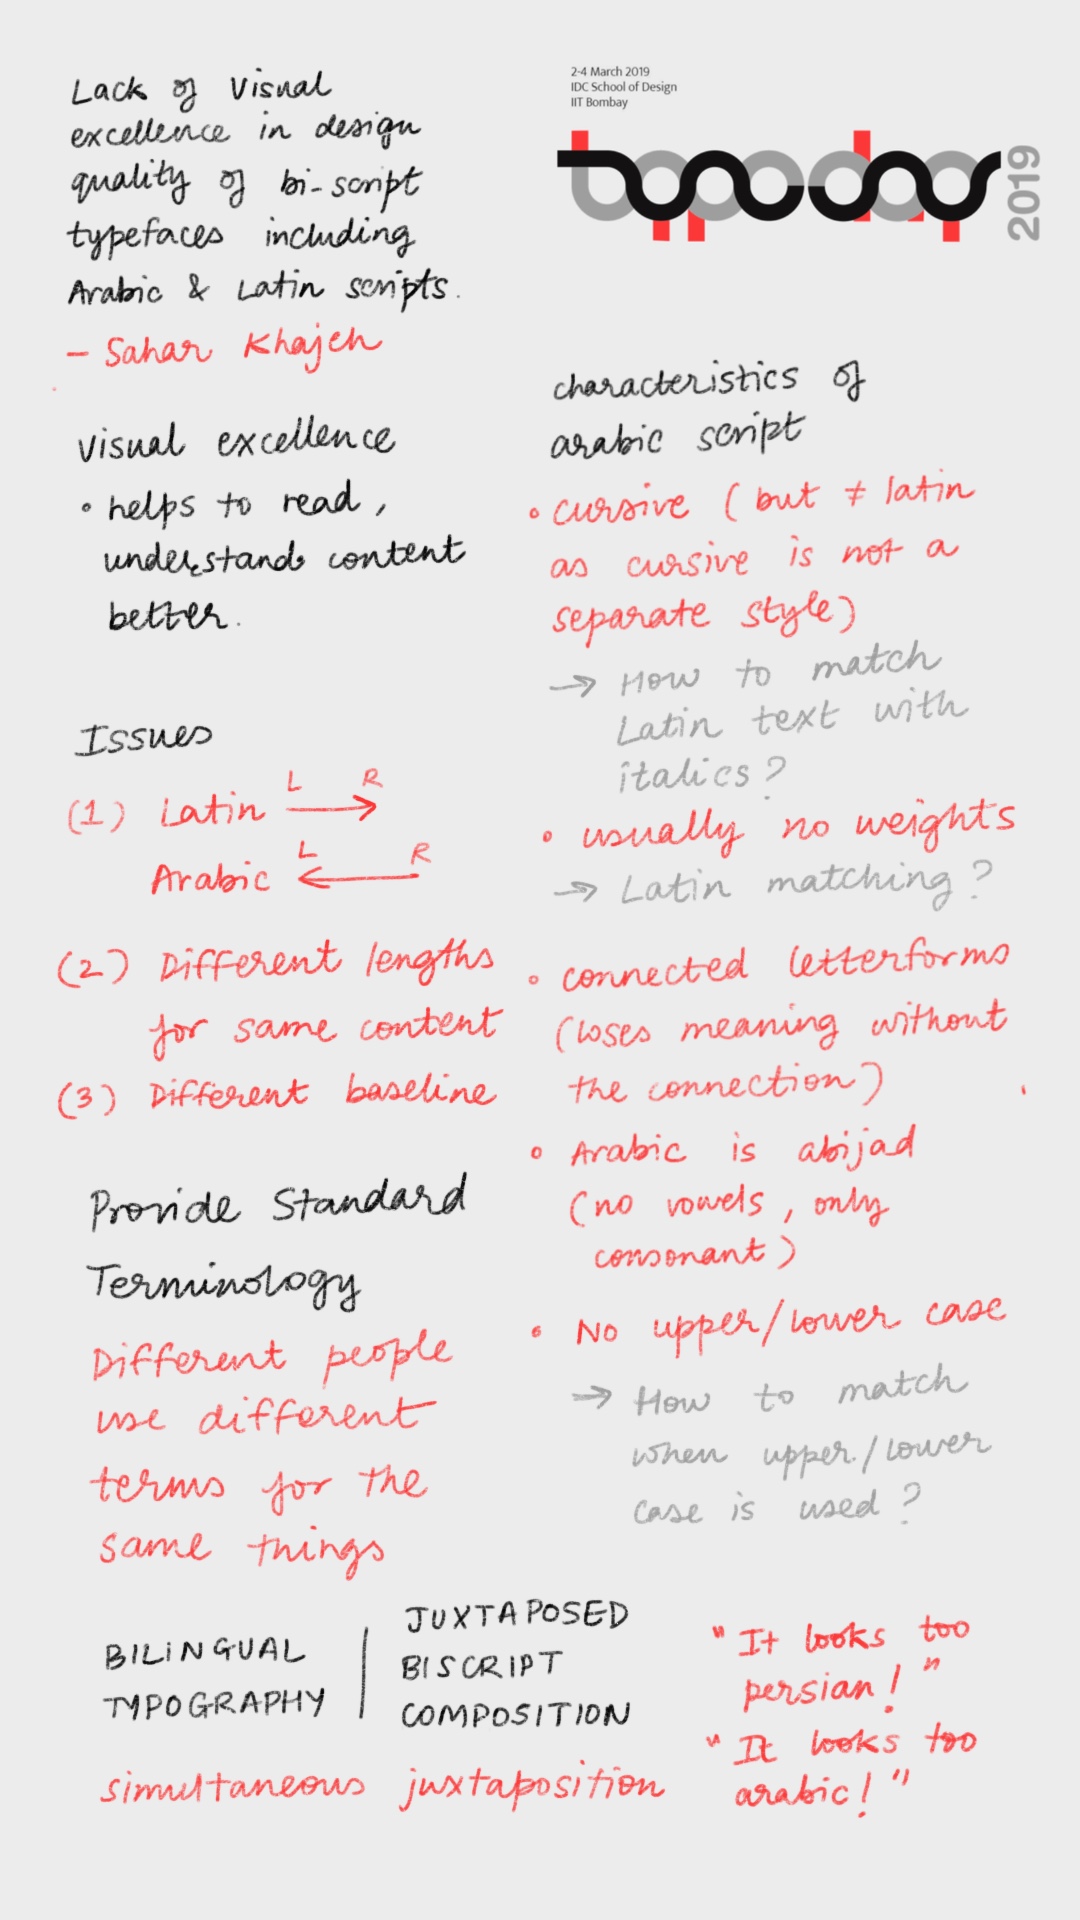 Lack of visual
excellence in design
quality of bi-script
typefaces including
Arabic & Latin scripts.
- Sahar Khajeh
visual excellence
• helps to read,
understand content
better.
Issues
(1) Latin L → R
Arabic L ← R
(2) Different lengths
for same content
(3) Different baseline
Provide Standard
Terminology
Different people
use different
terms for the
same things
2-4 March 2019
IDC School of Design
IIT Bombay
typoday
2019
characteristics of
arabic script
• cursive (but ≠ latin
as cursive is not a
separate style)
→ How to match
Latin text with
italics?
• usually no weights
→ Latin matching?
• connected letterforms
(loses meaning without
the connection)
• Arabic is abijad
(no vowels, only
consonant)
• No upper/lower case
→ How to match
when upper/lower
case is used?
BILINGUAL
TYPOGRAPHY
JUXTAPOSED
BISCRIPT
COMPOSITION
simultaneous juxtaposition
"It looks too
persian!"
"It looks too
arabic!"